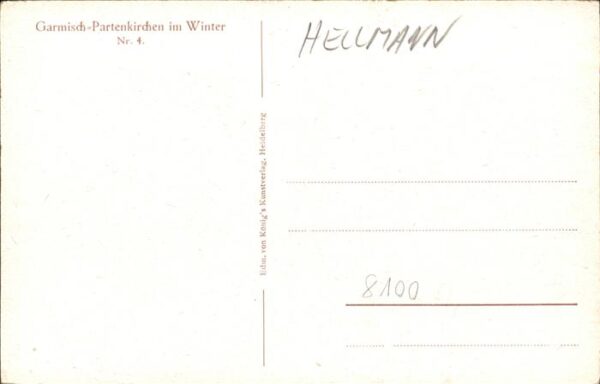 Garmisch-Partenkirchen im Winter
Nr. 4.
HELLMANN
Edm. von König's Kunstverlag, Heidelberg
8100